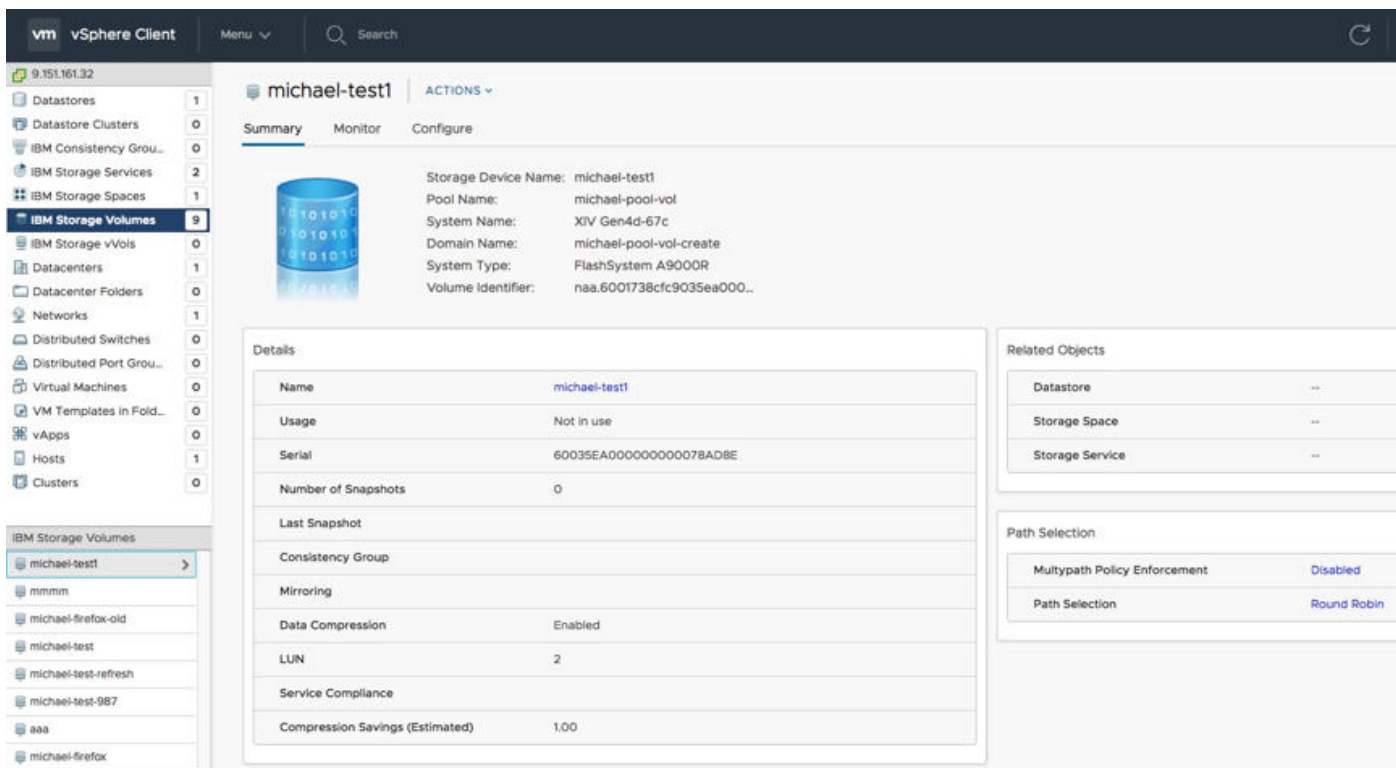 vm vSphere Client Menu Search
9.151.161.32
Datastores 1
Datastore Clusters 0
IBM Consistency Grou... 0
IBM Storage Services 2
IBM Storage Spaces 1
IBM Storage Volumes 9
IBM Storage vVols 0
Datacenters 1
Datacenter Folders 0
Networks 1
Distributed Switches 0
Distributed Port Grou... 0
Virtual Machines 0
VM Templates in Fold... 0
vApps 0
Hosts 1
Clusters 0
IBM Storage Volumes
michael-test1
mmmm
michael-firefox-old
michael-test
michael-test-refresh
michael-test-987
aaa
michael-firefox
michael-test1 ACTIONS
Summary Monitor Configure
1010101
101010
1010101
Storage Device Name: michael-test1
Pool Name: michael-pool-vol
System Name: XIV Gen4d-67c
Domain Name: michael-pool-vol-create
System Type: FlashSystem A9000R
Volume Identifier: naa.6001738cfc9035ea000...
Details
Name michael-test1
Usage Not in use
Serial 60035EA000000000078AD8E
Number of Snapshots 0
Last Snapshot
Consistency Group
Mirroring
Data Compression Enabled
LUN 2
Service Compliance
Compression Savings (Estimated) 1.00
Related Objects
Datastore --
Storage Space --
Storage Service --
Path Selection
Multypath Policy Enforcement Disabled
Path Selection Round Robin